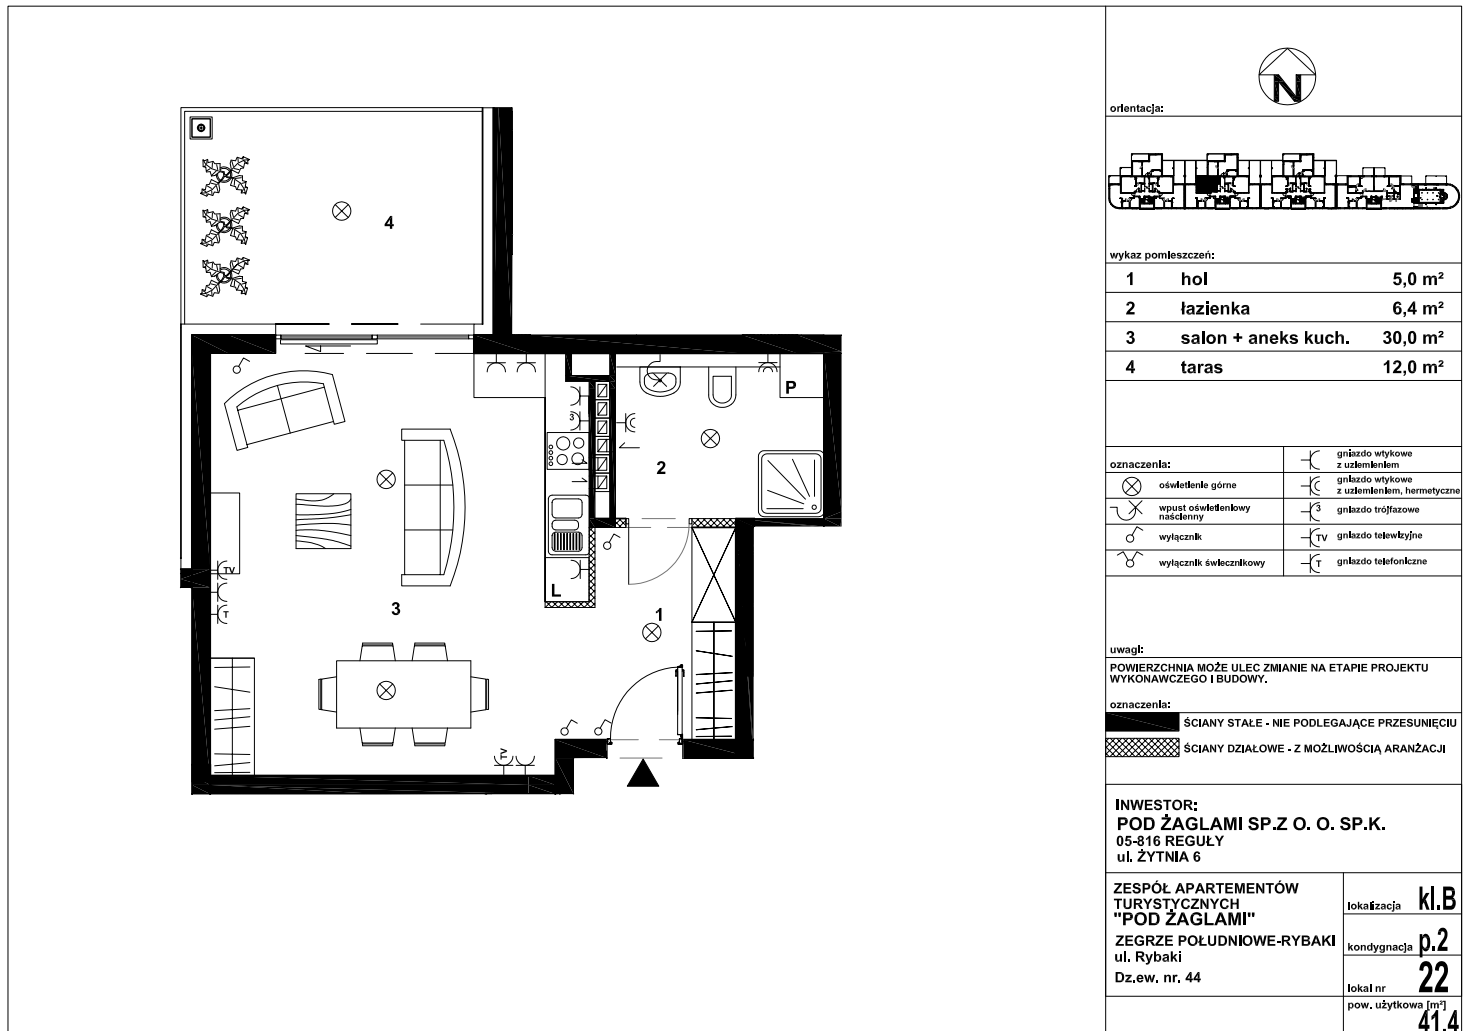 4
P
3
2
TV
T
3
L
1
TV
N
orientacja:
wykaz pomieszczeń:
1 hol 5,0 m²
2 łazienka 6,4 m²
3 salon + aneks kuch. 30,0 m²
4 taras 12,0 m²
oznaczenia:
oświetlenie górne
wpust oświetleniowy
naścienny
wyłącznik
wyłącznik świecznikowy
gniazdo wtykowe
z uziemieniem
gniazdo wtykowe
z uziemieniem, hermetyczne
3 gniazdo trójfazowe
TV gniazdo telewizyjne
T gniazdo telefoniczne
uwagi:
POWIERZCHNIA MOŻE ULEC ZMIANIE NA ETAPIE PROJEKTU
WYKONAWCZEGO I BUDOWY.
oznaczenia:
ŚCIANY STAŁE - NIE PODLEGAJĄCE PRZESUNIĘCIU
ŚCIANY DZIAŁOWE - Z MOŻLIWOŚCIĄ ARANŻACJI
INWESTOR:
POD ŻAGLAMI SP.Z O. O. SP.K.
05-816 REGUŁY
ul. ŻYTNIA 6
ZESPÓŁ APARTEMENTÓW
TURYSTYCZNYCH
"POD ŻAGLAMI"
ZEGRZE POŁUDNIOWE-RYBAKI
ul. Rybaki
Dz.ew. nr. 44
lokalizacja kl.B
kondygnacja p.2
lokal nr 22
pow. użytkowa [m²]
41,4